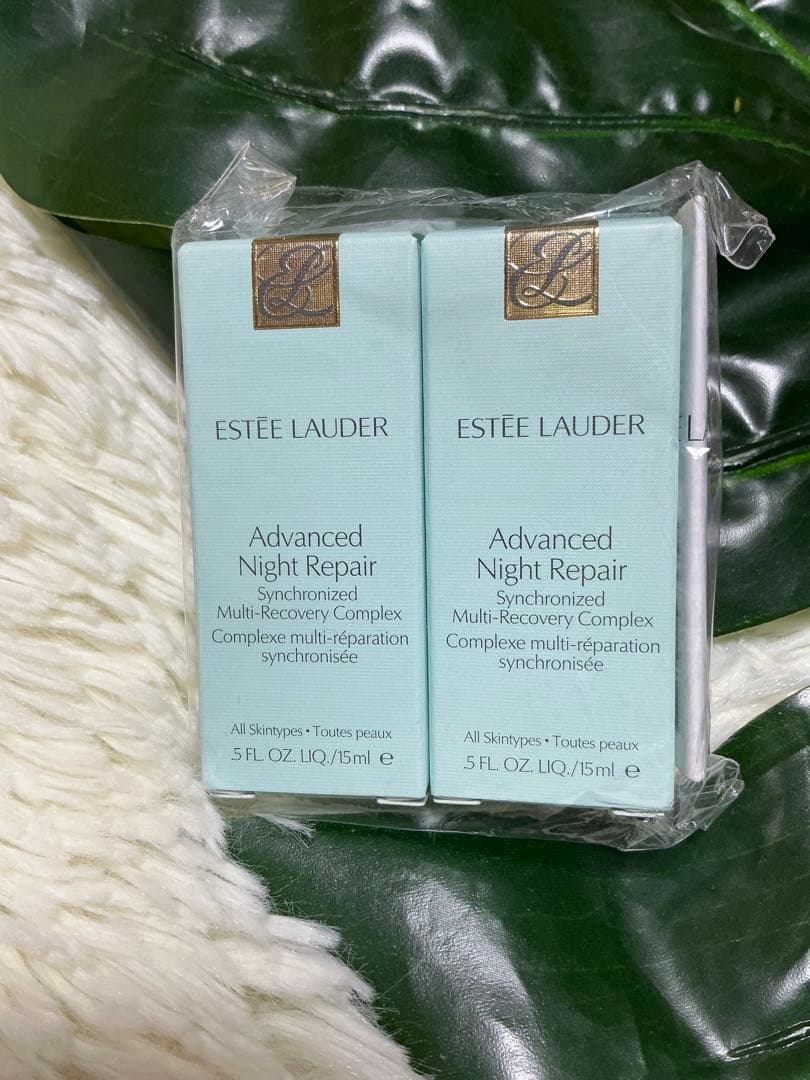 ESTĒE LAUDER
Advanced
Night Repair
Synchronized
Multi-Recovery Complex
Complexe multi-réparation
synchronisée
All Skintypes • Toutes peaux
.5 FL. OZ. LIQ./15ml e
ESTĒE LAUDER
Advanced
Night Repair
Synchronized
Multi-Recovery Complex
Complexe multi-réparation
synchronisée
All Skintypes • Toutes peaux
.5 FL. OZ. LIQ./15ml e